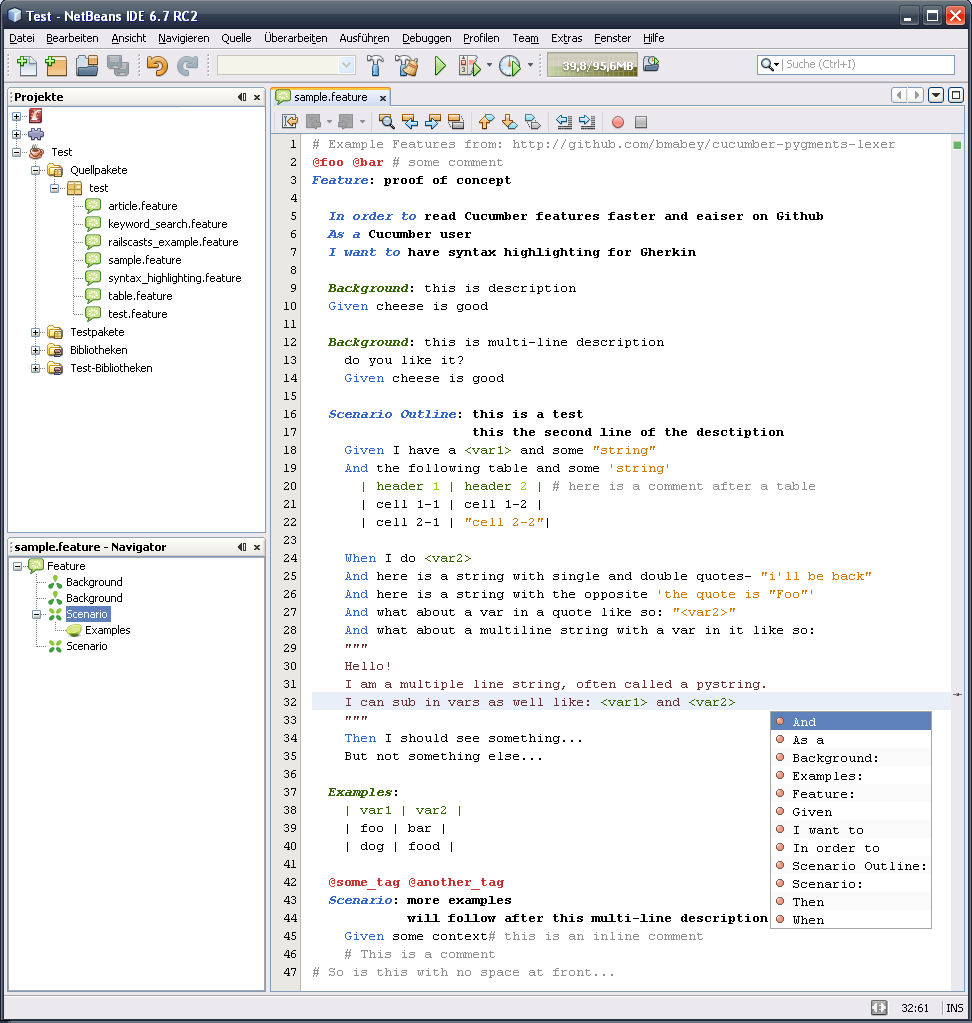 Test - NetBeans IDE 6.7 RC2
Datei Bearbeiten Ansicht Navigieren Quelle Überarbeiten Ausführen Debuggen Profilen Team Extras Fenster Hilfe
39,8/95,6MB Suche (Ctrl+I)
Projekte
Test
Quellpakete
test
article.feature
keyword_search.feature
railscasts_example.feature
sample.feature
syntax_highlighting.feature
table.feature
test.feature
Testpakete
Bibliotheken
Test-Bibliotheken
sample.feature - Navigator
Feature
Background
Background
Scenario
Examples
Scenario
sample.feature
1 # Example Features from: http://github.com/bmabey/cucumber-pygments-lexer
2 @foo @bar # some comment
3 Feature: proof of concept
4
5 In order to read Cucumber features faster and eaiser on Github
6 As a Cucumber user
7 I want to have syntax highlighting for Gherkin
8
9 Background: this is description
10 Given cheese is good
11
12 Background: this is multi-line description
13 do you like it?
14 Given cheese is good
15
16 Scenario Outline: this is a test
17 this the second line of the desctiption
18 Given I have a <var1> and some "string"
19 And the following table and some 'string'
20 | header 1 | header 2 | # here is a comment after a table
21 | cell 1-1 | cell 1-2 |
22 | cell 2-1 | "cell 2-2"|
23
24 When I do <var2>
25 And here is a string with single and double quotes- "i'll be back"
26 And here is a string with the opposite 'the quote is "Foo"'
27 And what about a var in a quote like so: "<var2>"
28 And what about a multiline string with a var in it like so:
29 """
30 Hello!
31 I am a multiple line string, often called a pystring.
32 I can sub in vars as well like: <var1> and <var2>
33 """
34 Then I should see something...
35 But not something else...
36
37 Examples:
38 | var1 | var2 |
39 | foo | bar |
40 | dog | food |
41
42 @some_tag @another_tag
43 Scenario: more examples
44 will follow after this multi-line description
45 Given some context# this is an inline comment
46 # This is a comment
47 # So is this with no space at front...
And
As a
Background:
Examples:
Feature:
Given
I want to
In order to
Scenario Outline:
Scenario:
Then
When
32:61 INS